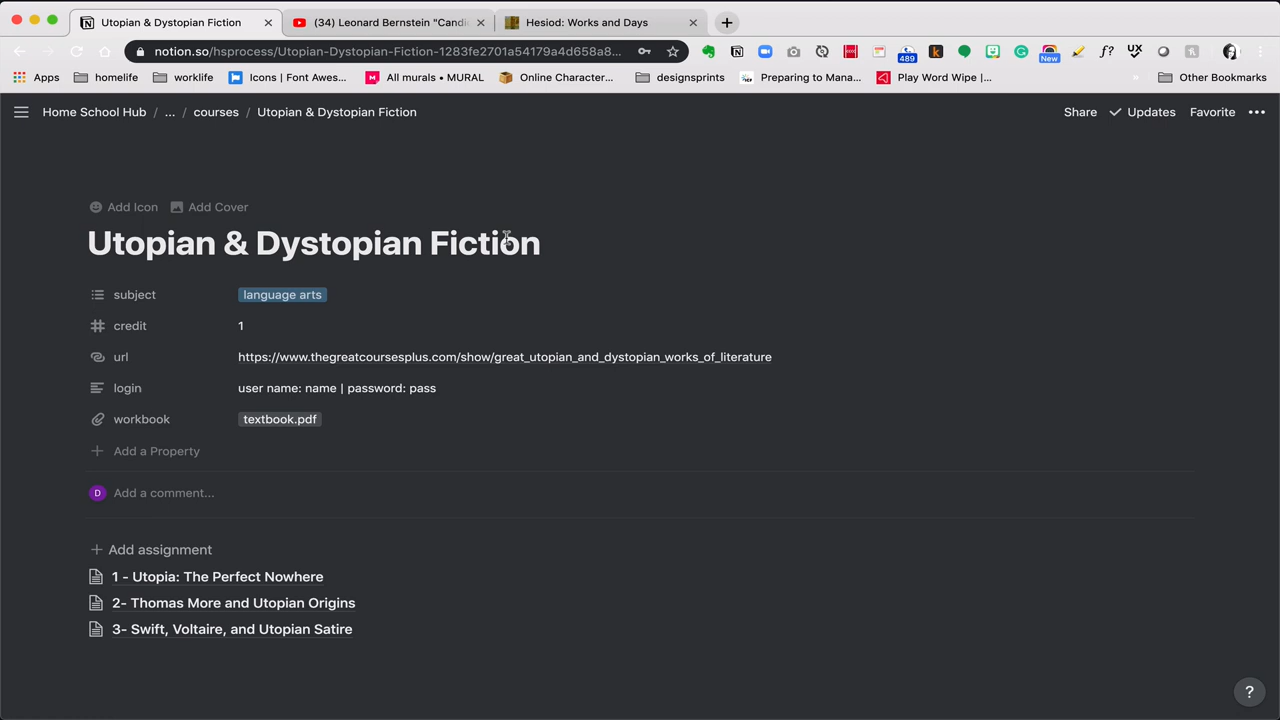 Utopian & Dystopian Fiction
(34) Leonard Bernstein "Candi
Hesiod: Works and Days
notion.so/hsprocess/Utopian-Dystopian-Fiction-1283fe2701a54179a4d658a8...
489
New
f?
UX
Apps
homelife
worklife
Icons | Font Awes...
All murals • MURAL
Online Character...
designsprints
Preparing to Mana...
Play Word Wipe |...
Other Bookmarks
Home School Hub / ... / courses / Utopian & Dystopian Fiction
Share
Updates
Favorite
Add Icon
Add Cover
Utopian & Dystopian Fiction
subject language arts
credit 1
url https://www.thegreatcoursesplus.com/show/great_utopian_and_dystopian_works_of_literature
login user name: name | password: pass
workbook textbook.pdf
Add a Property
D Add a comment...
Add assignment
1 - Utopia: The Perfect Nowhere
2- Thomas More and Utopian Origins
3- Swift, Voltaire, and Utopian Satire
?